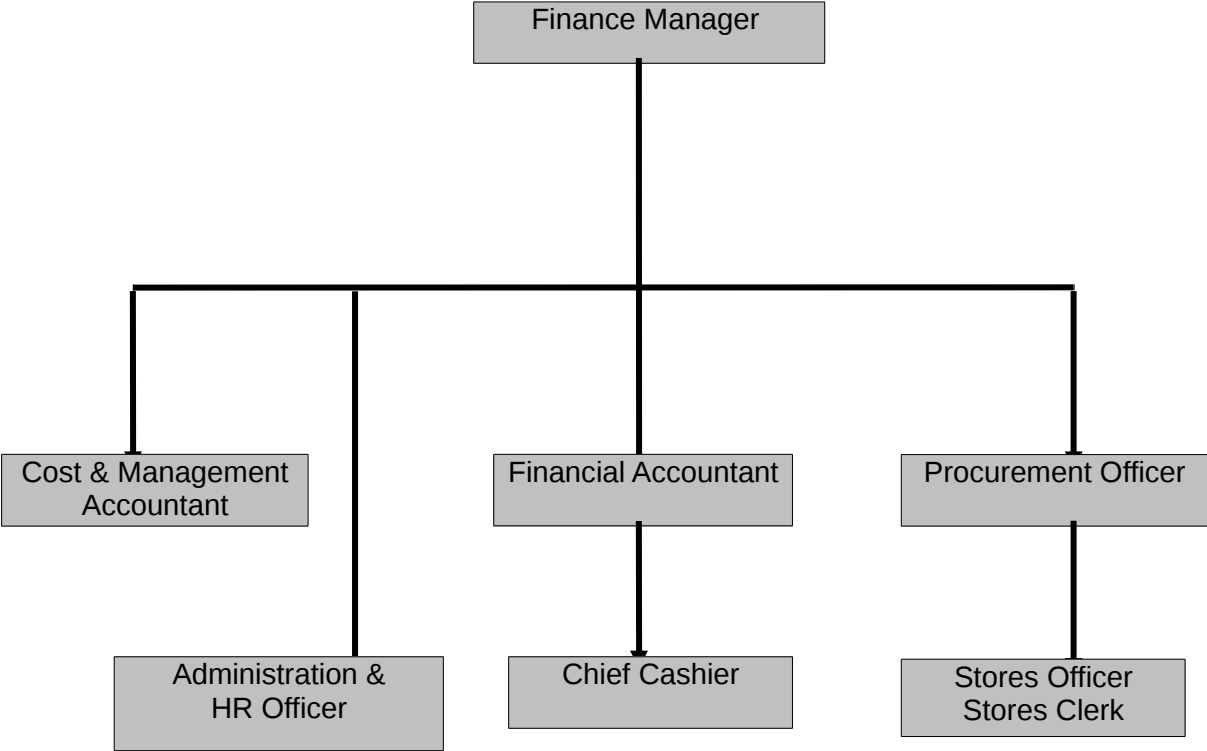 Finance Manager
Cost & Management
Accountant
Financial Accountant
Procurement Officer
Administration &
HR Officer
Chief Cashier
Stores Officer
Stores Clerk